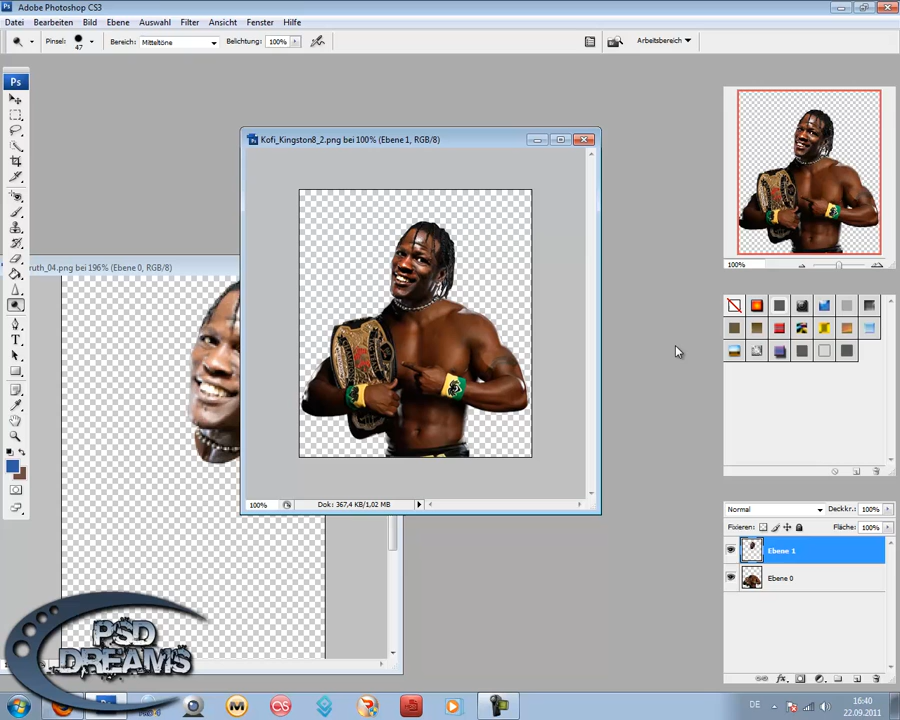 Adobe Photoshop CS3
Datei Bearbeiten Bild Ebene Auswahl Filter Ansicht Fenster Hilfe
Pinsel: 47 Bereich: Mitteltöne Belichtung: 100% Arbeitsbereich
Ps
Kofi_Kingston8_2.png bei 100% (Ebene 1, RGB/8)
ruth_04.png bei 196% (Ebene 0, RGB/8)
100%
100% Dok: 367,4 KB/1,02 MB
Normal Deckkr.: 100%
Fixieren: Fläche: 100%
Ebene 1
Ebene 0
PSD
DREAMS
DE 16:40
22.09.2011